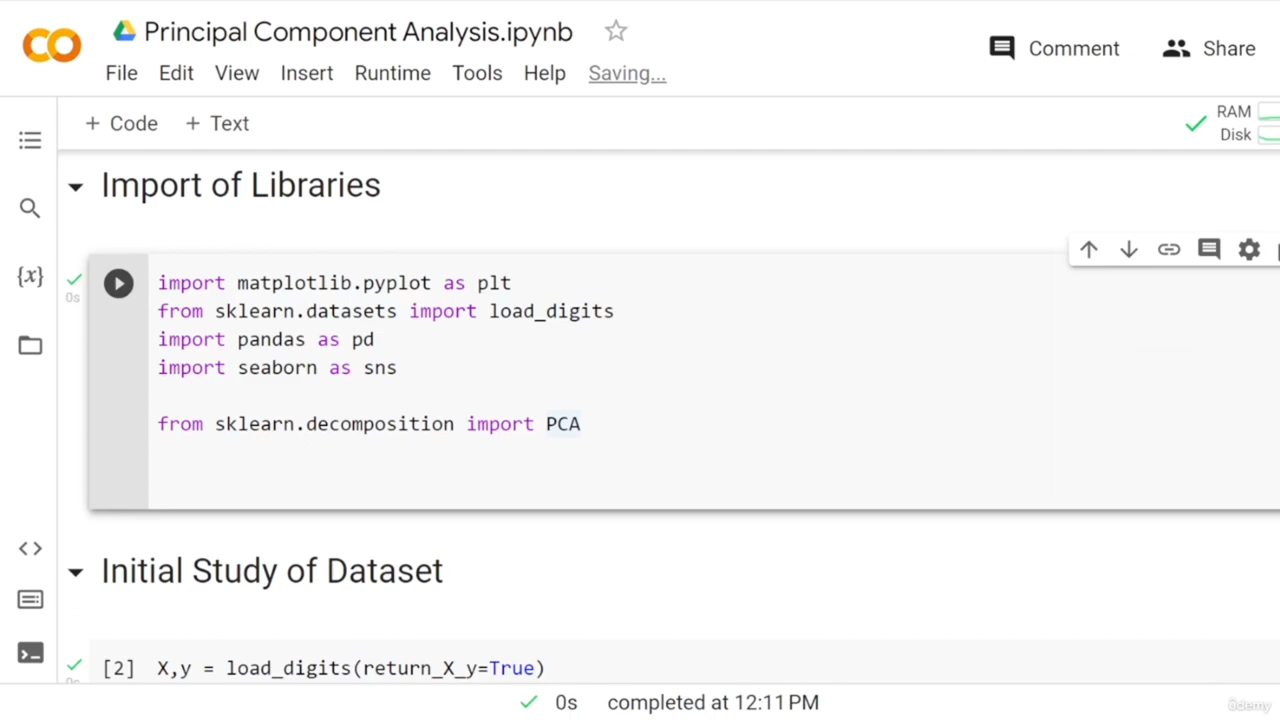 Principal Component Analysis.ipynb
Comment
Share
File Edit View Insert Runtime Tools Help Saving...
+ Code + Text
RAM
Disk
Import of Libraries
0s
import matplotlib.pyplot as plt
from sklearn.datasets import load_digits
import pandas as pd
import seaborn as sns
from sklearn.decomposition import PCA
{x}
Initial Study of Dataset
[2] X,y = load_digits(return_X_y=True)
0s completed at 12:11 PM
ûdemy